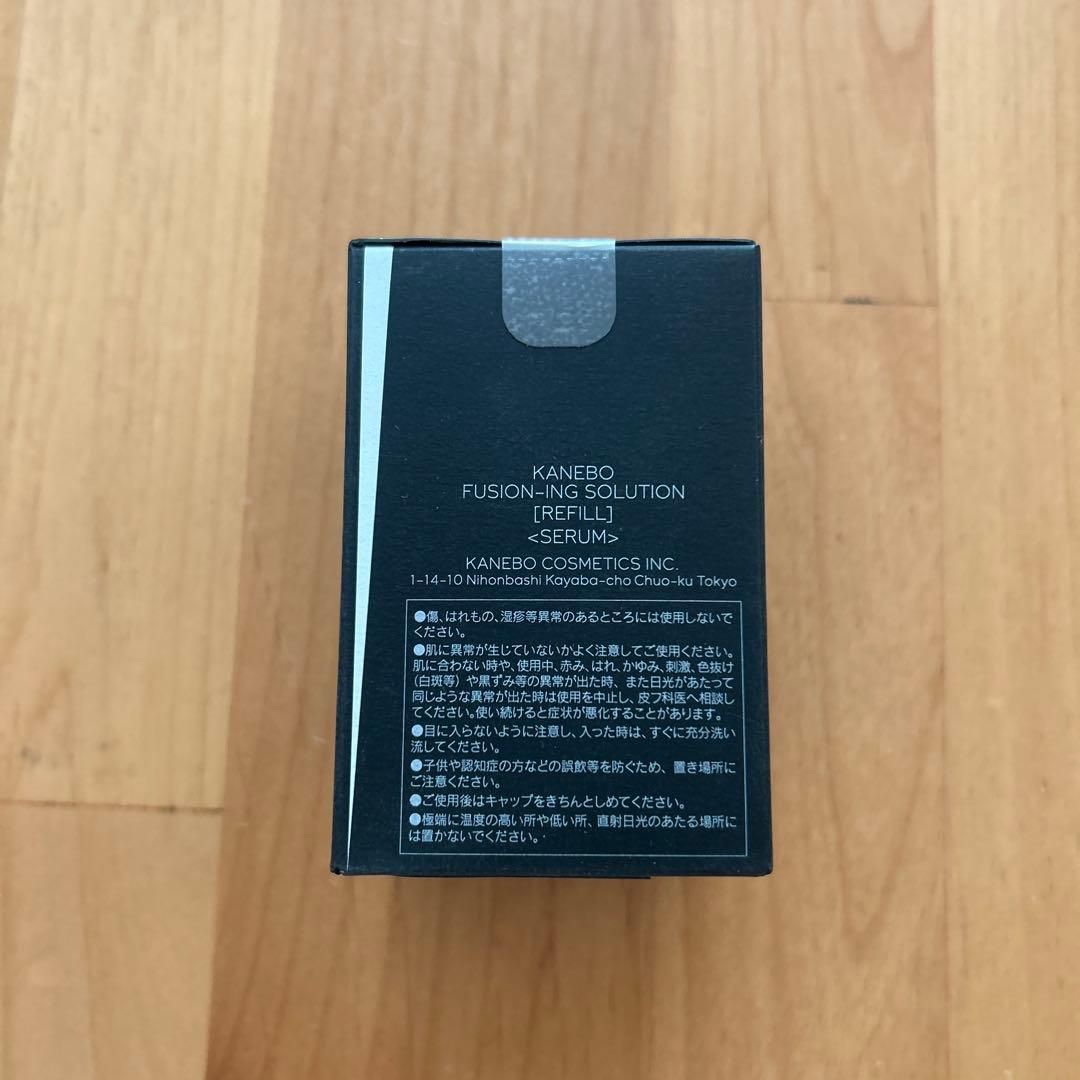 KANEBO
FUSION-ING SOLUTION
[REFILL]
<SERUM>
KANEBO COSMETICS INC.
1-14-10 Nihonbashi Kayaba-cho Chuo-ku Tokyo
●傷、はれもの、湿疹等異常のあるところには使用しないで
ください。
●肌に異常が生じていないかよく注意してご使用ください。
肌に合わない時や、使用中、赤み、はれ、かゆみ、刺激、色抜け
(白斑等)や黒ずみ等の異常が出た時、また日光があたって
同じような異常が出た時は使用を中止し、皮フ科医へ相談し
てください。使い続けると症状が悪化することがあります。
●目に入らないように注意し、入った時は、すぐに充分洗い
流してください。
●子供や認知症の方などの誤飲等を防ぐため、置き場所に
ご注意ください。
●ご使用後はキャップをきちんとしめてください。
●極端に温度の高い所や低い所、直射日光のあたる場所に
は置かないでください。